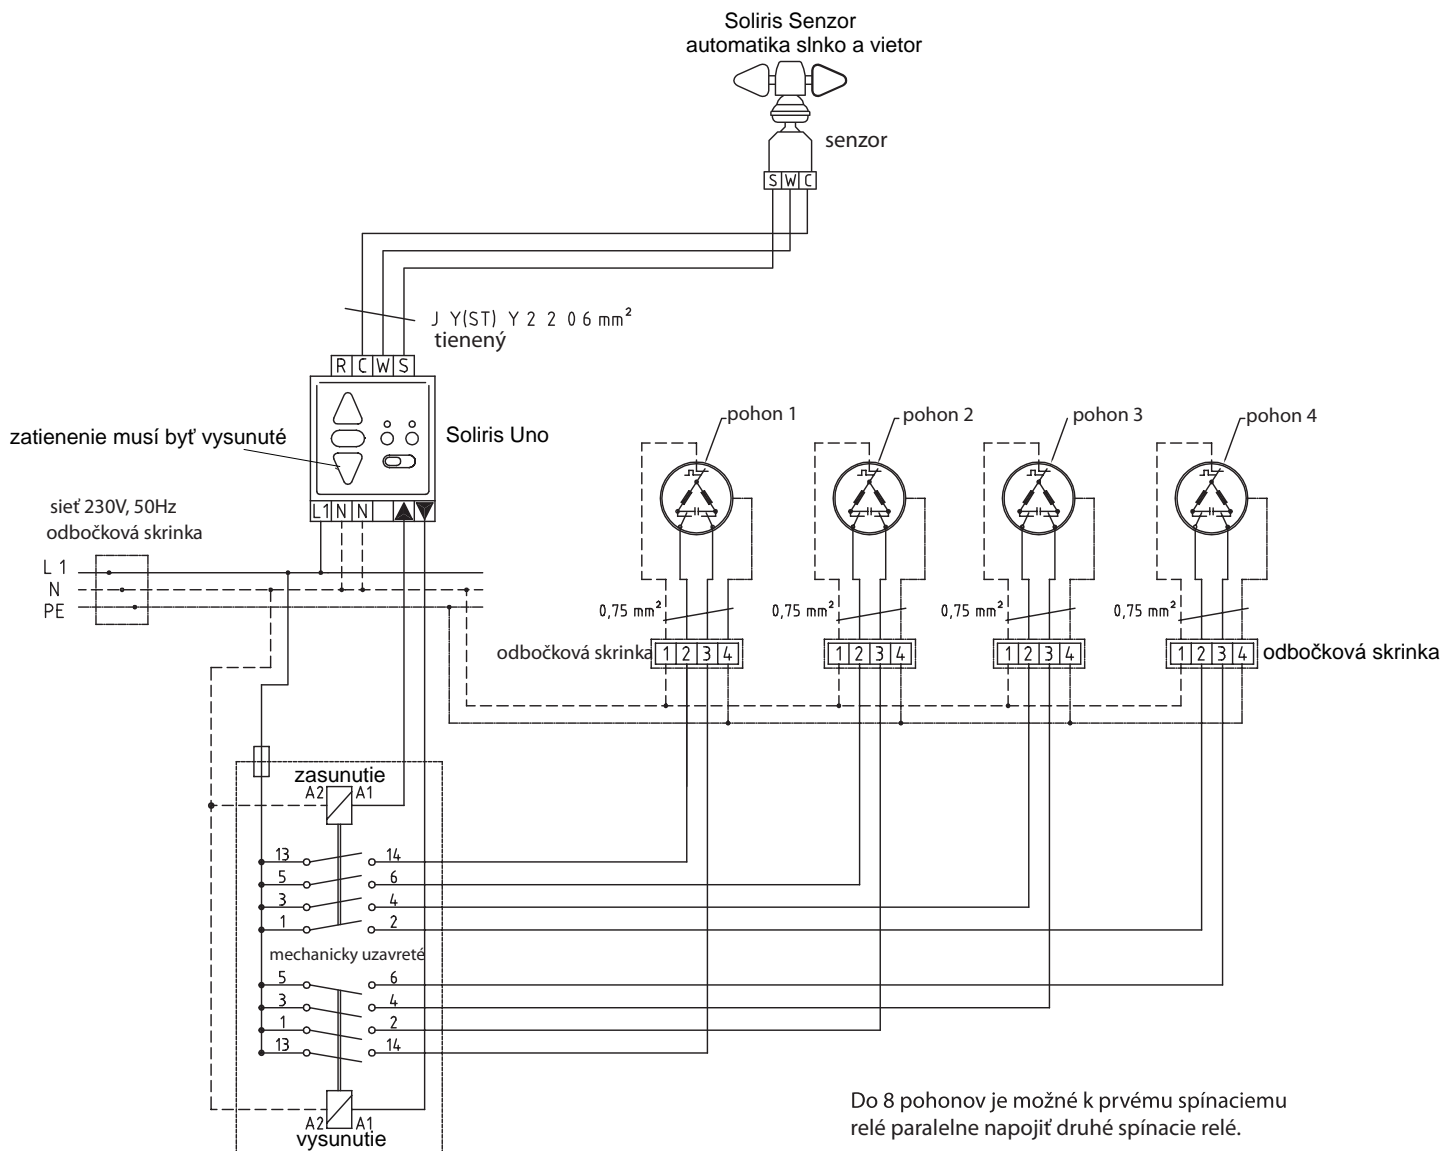 Soliris Senzor
automatika slnko a vietor
senzor
S W C
J Y(ST) Y 2 2 0 6 mm²
tienený
R C W S
zatienenie musí byť vysunuté
Soliris Uno
L1 N N
pohon 1
pohon 2
pohon 3
pohon 4
sieť 230V, 50Hz
odbočková skrinka
L 1
N
PE
0,75 mm²
0,75 mm²
0,75 mm²
0,75 mm²
odbočková skrinka
1 2 3 4
1 2 3 4
1 2 3 4
1 2 3 4
odbočková skrinka
zasunutie
A2 A1
13 14
5 6
3 4
1 2
mechanicky uzavreté
5 6
3 4
1 2
13 14
A2 A1
vysunutie
Do 8 pohonov je možné k prvému spínaciemu
relé paralelne napojiť druhé spínacie relé.